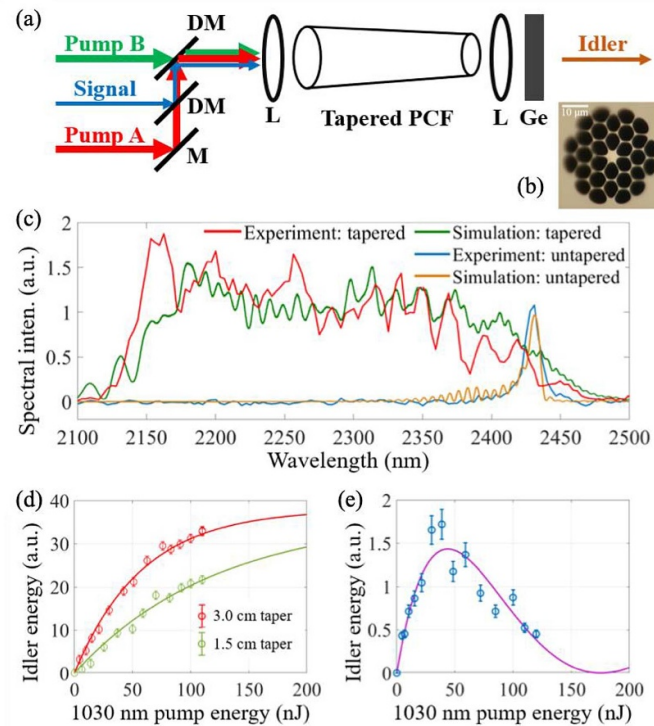 (a)
DM
Pump B
Signal
DM
Pump A
M
L
Tapered PCF
L
Ge
Idler
10 μm
(b)
(c)
Experiment: tapered
Simulation: tapered
Experiment: untapered
Simulation: untapered
Spectral inten. (a.u.)
2
1.5
1
0.5
0
2100
2150
2200
2250
2300
2350
2400
2450
2500
Wavelength (nm)
(d)
Idler energy (a.u.)
40
30
20
10
0
3.0 cm taper
1.5 cm taper
0
50
100
150
200
1030 nm pump energy (nJ)
(e)
Idler energy (a.u.)
2
1.5
1
0.5
0
0
50
100
150
200
1030 nm pump energy (nJ)